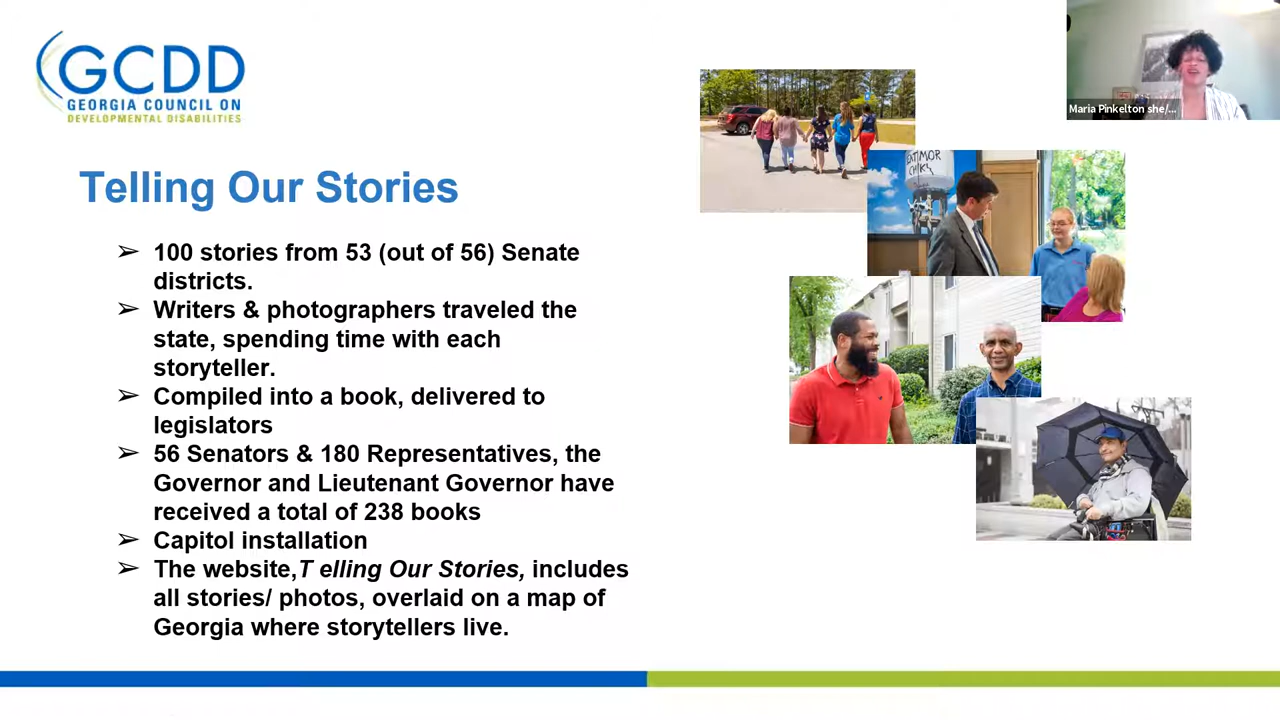 GCDD
GEORGIA COUNCIL ON
DEVELOPMENTAL DISABILITIES
Maria Pinkelton she/...
Telling Our Stories
➢ 100 stories from 53 (out of 56) Senate
districts.
➢ Writers & photographers traveled the
state, spending time with each
storyteller.
➢ Compiled into a book, delivered to
legislators
➢ 56 Senators & 180 Representatives, the
Governor and Lieutenant Governor have
received a total of 238 books
➢ Capitol installation
➢ The website,T elling Our Stories, includes
all stories/ photos, overlaid on a map of
Georgia where storytellers live.